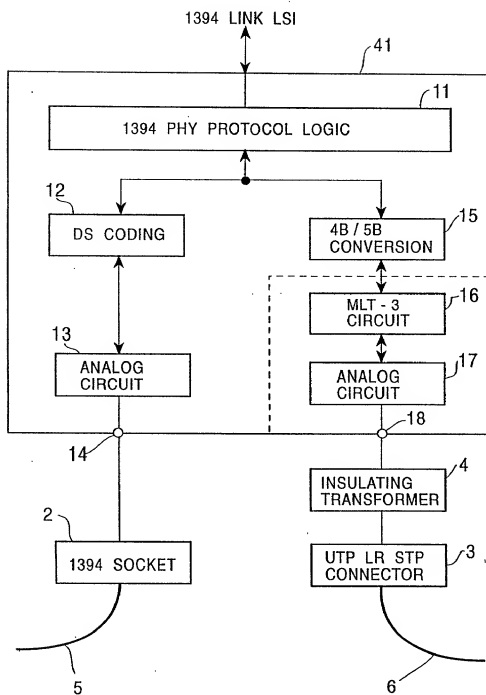 1394 LINK LSI
41
11
1394 PHY PROTOCOL LOGIC
12
DS CODING
15
4B / 5B
CONVERSION
16
MLT - 3
CIRCUIT
13
ANALOG
CIRCUIT
17
ANALOG
CIRCUIT
14
18
4
INSULATING
TRANSFORMER
2
1394 SOCKET
3
UTP LR STP
CONNECTOR
5
6